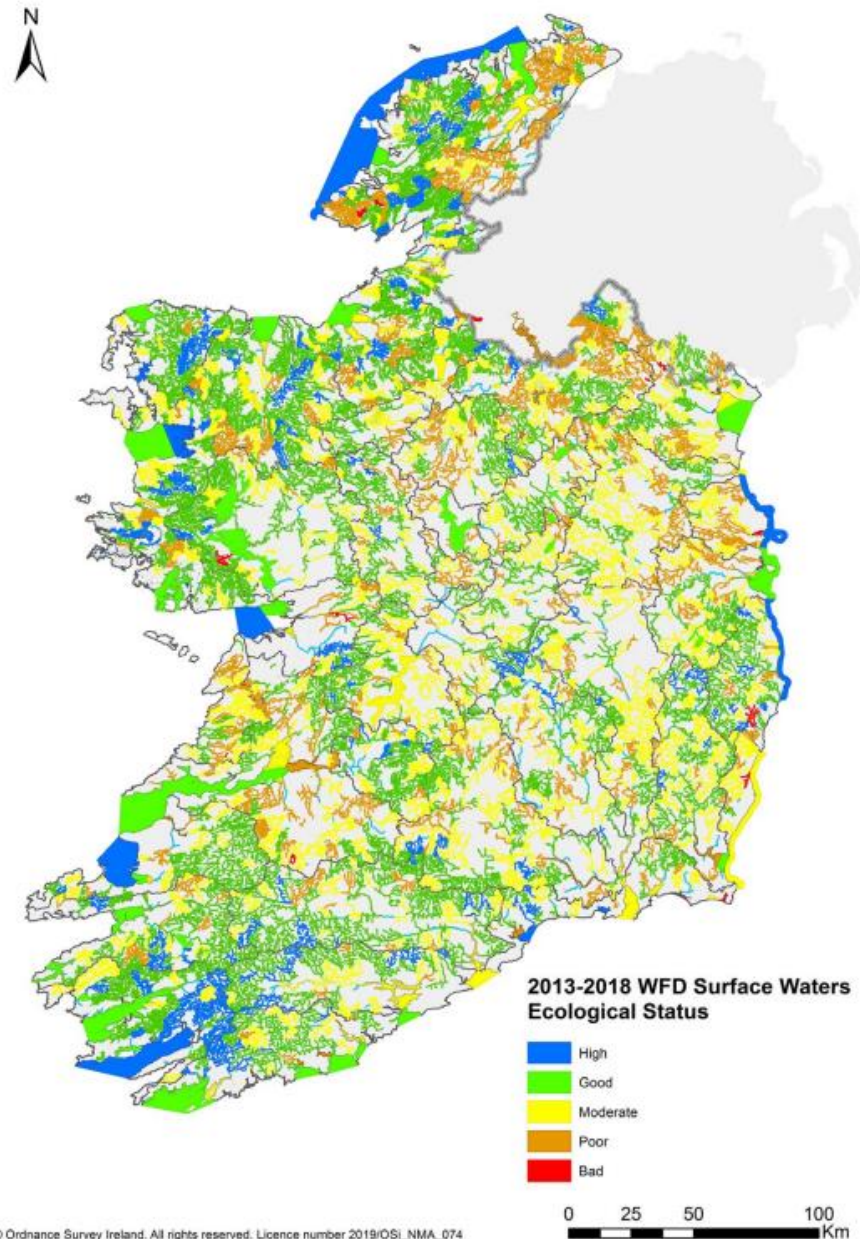 N
2013-2018 WFD Surface Waters
Ecological Status
High
Good
Moderate
Poor
Bad
0 25 50 100
Km
Ordnance Survey Ireland. All rights reserved. Licence number 2019/OSi_NMA_074